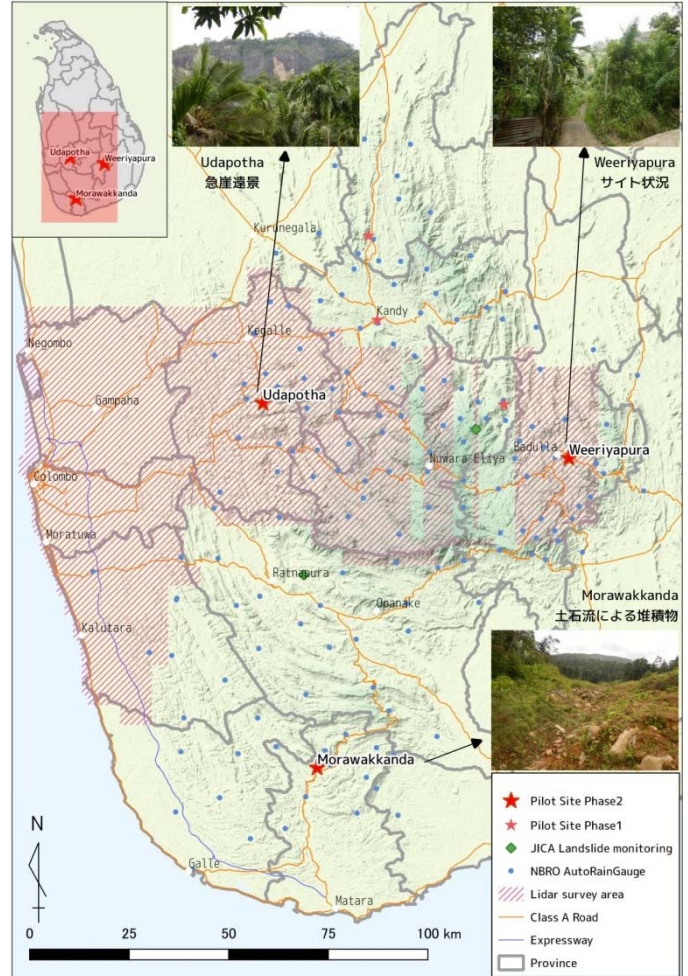 Udapotha
Weeriyapura
Morawakkanda
Udapotha
急崖遠景
Weeriyapura
サイト状況
Kurunegala
Kandy
Kegalle
Negombo
Udapotha
Gampaha
Badulla
Weeriyapura
Nuwara Eliya
Colombo
Moratuwa
Ratnapura
Opanake
Morawakkanda
土石流による堆積物
Kalutara
Morawakkanda
Galle
Matara
N
0 25 50 75 100 km
Pilot Site Phase2
Pilot Site Phase1
JICA Landslide monitoring
NBRO AutoRainGauge
Lidar survey area
Class A Road
Expressway
Province